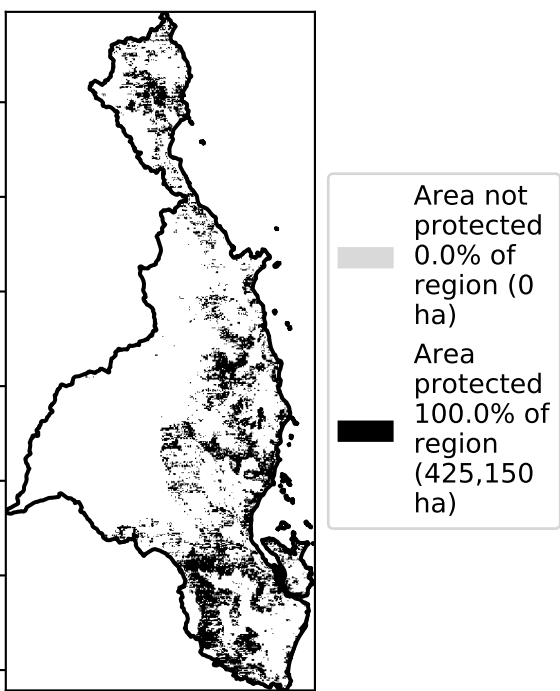 Area not
protected
0.0% of
region (0
ha)
Area
protected
100.0% of
region
(425,150
ha)